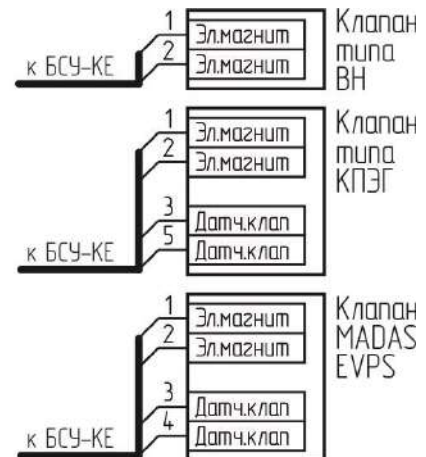 1 Эл.магнит Клапан
2 Эл.магнит типа
к БСУ-КЕ ВН
1 Эл.магнит Клапан
2 Эл.магнит типа
КПЭГ
3 Датч.клап
5 Датч.клап
к БСУ-КЕ
1 Эл.магнит Клапан
2 Эл.магнит MADAS
EVPS
3 Датч.клап
4 Датч.клап
к БСУ-КЕ